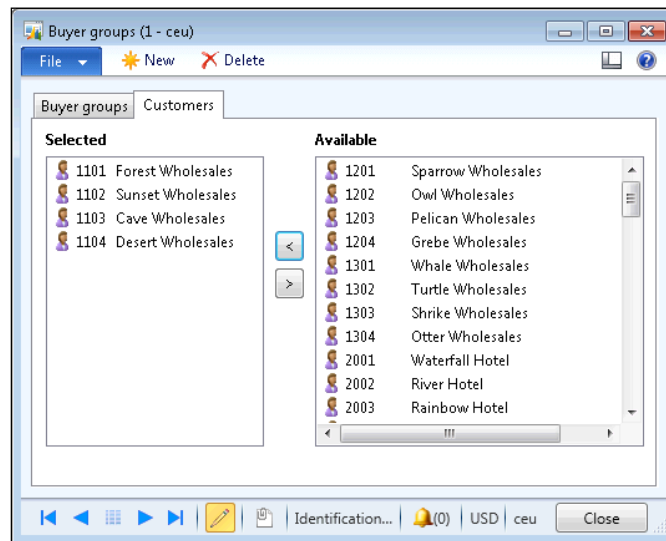 Buyer groups (1 - ceu)
File New Delete
Buyer groups Customers
Selected
1101 Forest Wholesales
1102 Sunset Wholesales
1103 Cave Wholesales
1104 Desert Wholesales
<
>
Available
1201 Sparrow Wholesales
1202 Owl Wholesales
1203 Pelican Wholesales
1204 Grebe Wholesales
1301 Whale Wholesales
1302 Turtle Wholesales
1303 Shrike Wholesales
1304 Otter Wholesales
2001 Waterfall Hotel
2002 River Hotel
2003 Rainbow Hotel
Identification... (0) USD ceu Close